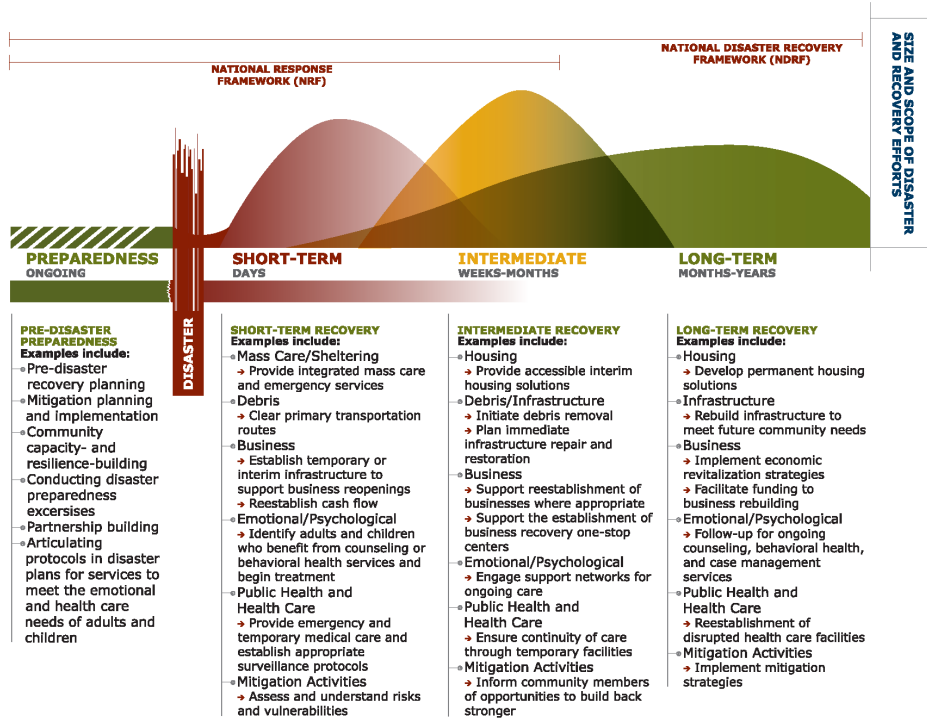 NATIONAL DISASTER RECOVERY
FRAMEWORK (NDRF)
NATIONAL RESPONSE
FRAMEWORK (NRF)
SIZE AND SCOPE OF DISASTER
AND RECOVERY EFFORTS
PREPAREDNESS
ONGOING
SHORT-TERM
DAYS
INTERMEDIATE
WEEKS-MONTHS
LONG-TERM
MONTHS-YEARS
DISASTER
PRE-DISASTER
PREPAREDNESS
Examples include:
Pre-disaster
recovery planning
Mitigation planning
and implementation
Community
capacity- and
resilience-building
Conducting disaster
preparedness
excersises
Partnership building
Articulating
protocols in disaster
plans for services to
meet the emotional
and health care
needs of adults and
children
SHORT-TERM RECOVERY
Examples include:
Mass Care/Sheltering
➔ Provide integrated mass care
and emergency services
Debris
➔ Clear primary transportation
routes
Business
➔ Establish temporary or
interim infrastructure to
support business reopenings
➔ Reestablish cash flow
Emotional/Psychological
➔ Identify adults and children
who benefit from counseling or
behavioral health services and
begin treatment
Public Health and
Health Care
➔ Provide emergency and
temporary medical care and
establish appropriate
surveillance protocols
Mitigation Activities
➔ Assess and understand risks
and vulnerabilities
INTERMEDIATE RECOVERY
Examples include:
Housing
➔ Provide accessible interim
housing solutions
Debris/Infrastructure
➔ Initiate debris removal
➔ Plan immediate
infrastructure repair and
restoration
Business
➔ Support reestablishment of
businesses where appropriate
➔ Support the establishment of
business recovery one-stop
centers
Emotional/Psychological
➔ Engage support networks for
ongoing care
Public Health and
Health Care
➔ Ensure continuity of care
through temporary facilities
Mitigation Activities
➔ Inform community members
of opportunities to build back
stronger
LONG-TERM RECOVERY
Examples include:
Housing
➔ Develop permanent housing
solutions
Infrastructure
➔ Rebuild infrastructure to
meet future community needs
Business
➔ Implement economic
revitalization strategies
➔ Facilitate funding to
business rebuilding
Emotional/Psychological
➔ Follow-up for ongoing
counseling, behavioral health,
and case management
services
Public Health and
Health Care
➔ Reestablishment of
disrupted health care facilities
Mitigation Activities
➔ Implement mitigation
strategies